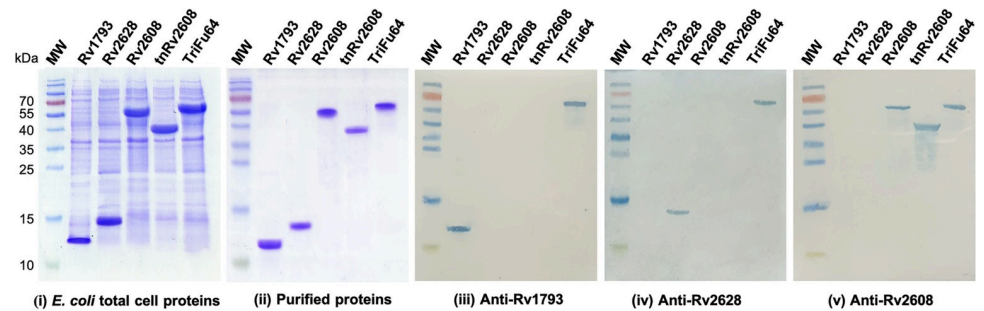 MW Rv1793 Rv2628 Rv2608 tnRv2608 TriFu64
MW Rv1793 Rv2628 Rv2608 tnRv2608 TriFu64
MW Rv1793 Rv2628 Rv2608 tnRv2608 TriFu64
MW Rv1793 Rv2628 Rv2608 tnRv2608 TriFu64
MW Rv1793 Rv2628 Rv2608 tnRv2608 TriFu64
kDa
70
55
40
35
25
15
10
(i) E. coli total cell proteins
(ii) Purified proteins
(iii) Anti-Rv1793
(iv) Anti-Rv2628
(v) Anti-Rv2608